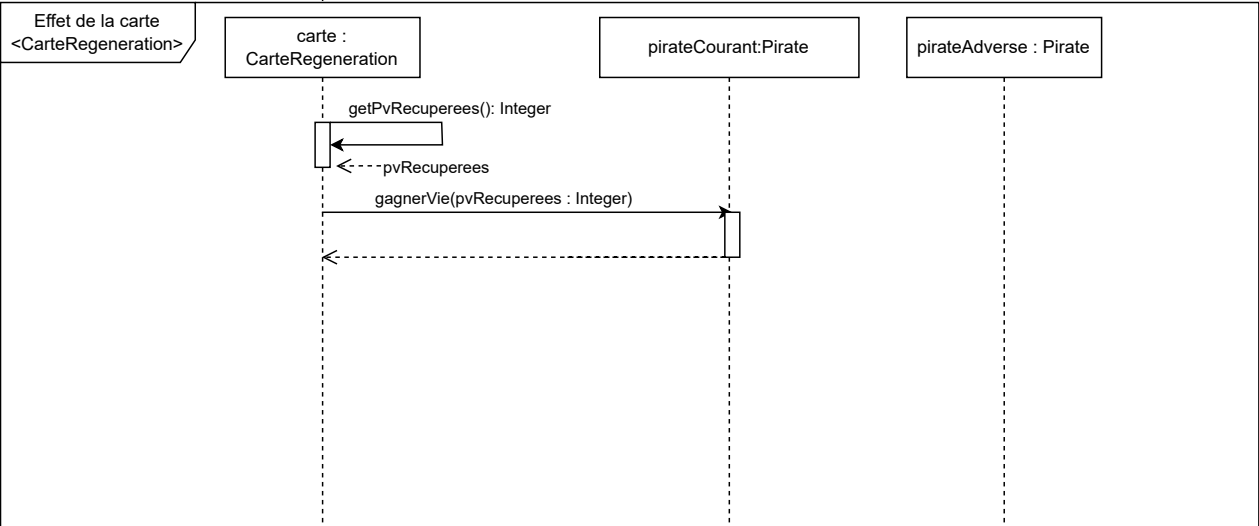 Effet de la carte
<CarteRegeneration>
carte :
CarteRegeneration
pirateCourant:Pirate
pirateAdverse : Pirate
getPvRecuperees(): Integer
pvRecuperees
gagnerVie(pvRecuperees : Integer)